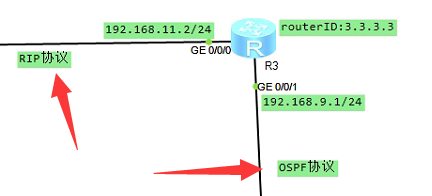 192.168.11.2/24
routerID:3.3.3.3
GE 0/0/0
R
RIP协议
R3
GE 0/0/1
192.168.9.1/24
OSPF协议